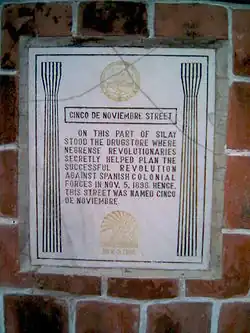 CINCO DE NOVIEMBRE STREET
ON THIS PART OF SILAY
STOOD THE DRUGSTORE WHERE
NEGRENSE REVOLUTIONARIES
SECRETLY HELPED PLAN THE
SUCCESSFUL REVOLUTION
AGAINST SPANISH COLONIAL
FORCES IN NOV. 5, 1898. HENCE,
THIS STREET WAS NAMED CINCO
DE NOVIEMBRE.